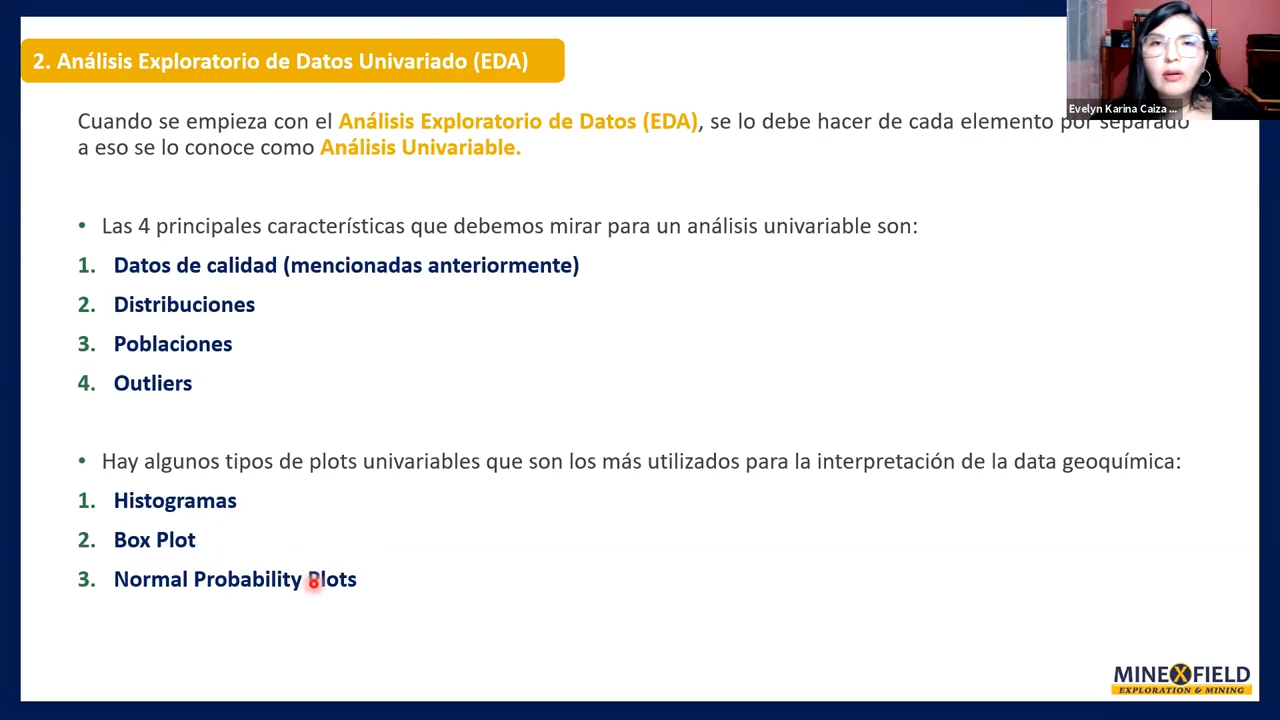 2. Análisis Exploratorio de Datos Univariado (EDA)
Evelyn Karina Caiza ...
Cuando se empieza con el Análisis Exploratorio de Datos (EDA), se lo debe hacer de cada elemento por separado
a eso se lo conoce como Análisis Univariable.
• Las 4 principales características que debemos mirar para un análisis univariable son:
1. Datos de calidad (mencionadas anteriormente)
2. Distribuciones
3. Poblaciones
4. Outliers
• Hay algunos tipos de plots univariables que son los más utilizados para la interpretación de la data geoquímica:
1. Histogramas
2. Box Plot
3. Normal Probability Plots
MINEXFIELD
EXPLORATION & MINING